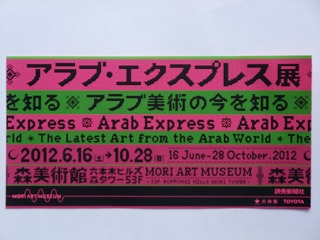 アラブ・エクスプレス展
を知る アラブ美術の今を知る
Express Arab Express Arab
rld The Latest Art from the Arab World The
2012.6.16(土)→10.28(日) 16 June-28 October.2012
森美術館 六本木ヒルズ森タワー53F MORI ART MUSEUM 53F ROPPONGI HILLS MORI TOWER 森
MORI ART MUSEUM 読売新聞社
大林組 TOYOTA